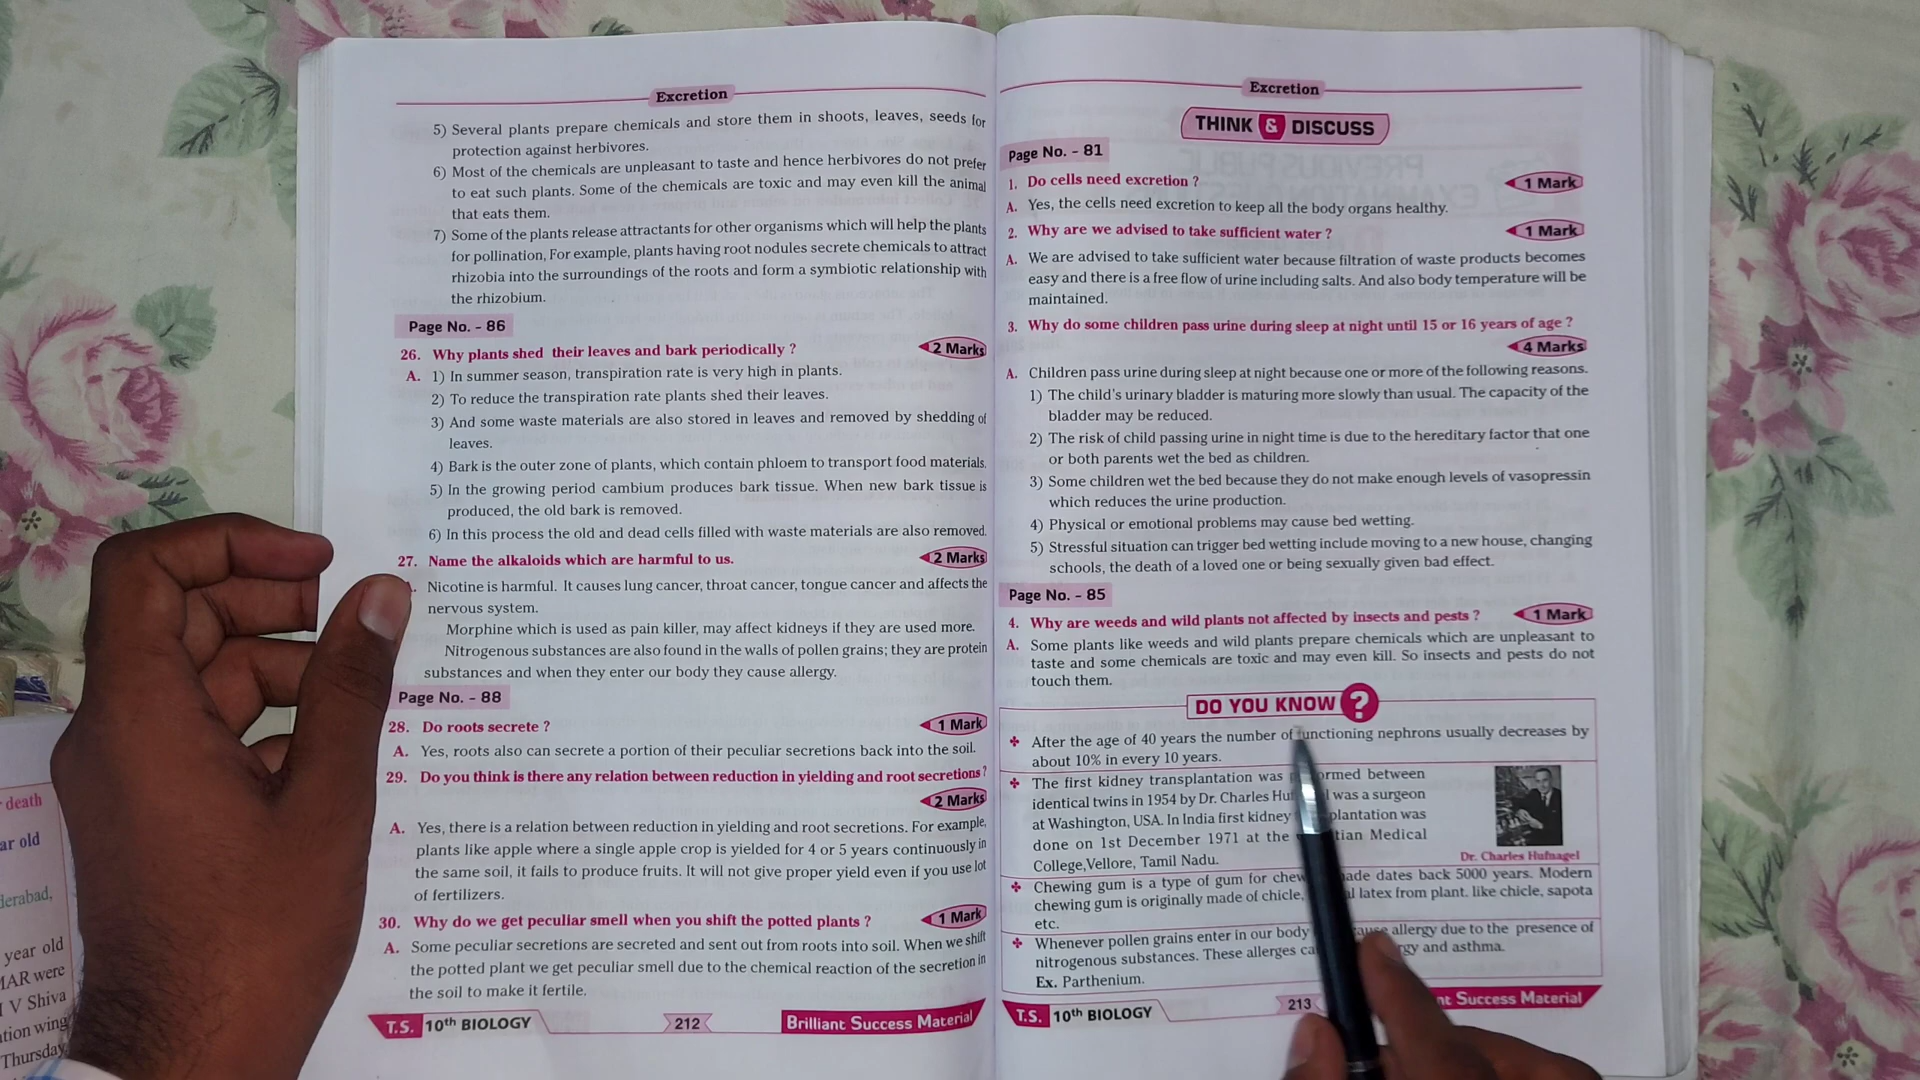 Excretion
5) Several plants prepare chemicals and store them in shoots, leaves, seeds for
protection against herbivores.
6) Most of the chemicals are unpleasant to taste and hence herbivores do not prefer
to eat such plants. Some of the chemicals are toxic and may even kill the animal
that eats them.
7) Some of the plants release attractants for other organisms which will help the plants
for pollination, For example, plants having root nodules secrete chemicals to attract
rhizobia into the surroundings of the roots and form a symbiotic relationship with
the rhizobium.
Page No. - 86
26. Why plants shed their leaves and bark periodically ? 2 Marks
A. 1) In summer season, transpiration rate is very high in plants.
2) To reduce the transpiration rate plants shed their leaves.
3) And some waste materials are also stored in leaves and removed by shedding of
leaves.
4) Bark is the outer zone of plants, which contain phloem to transport food materials.
5) In the growing period cambium produces bark tissue. When new bark tissue is
produced, the old bark is removed.
6) In this process the old and dead cells filled with waste materials are also removed.
27. Name the alkaloids which are harmful to us. 2 Marks
Nicotine is harmful. It causes lung cancer, throat cancer, tongue cancer and affects the
nervous system.
Morphine which is used as pain killer, may affect kidneys if they are used more.
Nitrogenous substances are also found in the walls of pollen grains; they are protein
substances and when they enter our body they cause allergy.
Page No. - 88
28. Do roots secrete ? 1 Mark
A. Yes, roots also can secrete a portion of their peculiar secretions back into the soil.
29. Do you think is there any relation between reduction in yielding and root secretions?
2 Marks
A. Yes, there is a relation between reduction in yielding and root secretions. For example,
plants like apple where a single apple crop is yielded for 4 or 5 years continuously in
the same soil, it fails to produce fruits. It will not give proper yield even if you use lot
of fertilizers.
30. Why do we get peculiar smell when you shift the potted plants ? 1 Mark
A. Some peculiar secretions are secreted and sent out from roots into soil. When we shift
the potted plant we get peculiar smell due to the chemical reaction of the secretion in
the soil to make it fertile.
T.S. 10th BIOLOGY 212 Brilliant Success Material
Excretion
THINK & DISCUSS
Page No. - 81
1. Do cells need excretion ? 1 Mark
A. Yes, the cells need excretion to keep all the body organs healthy.
2. Why are we advised to take sufficient water ? 1 Mark
A. We are advised to take sufficient water because filtration of waste products becomes
easy and there is a free flow of urine including salts. And also body temperature will be
maintained.
3. Why do some children pass urine during sleep at night until 15 or 16 years of age ?
4 Marks
A. Children pass urine during sleep at night because one or more of the following reasons.
1) The child's urinary bladder is maturing more slowly than usual. The capacity of the
bladder may be reduced.
2) The risk of child passing urine in night time is due to the hereditary factor that one
or both parents wet the bed as children.
3) Some children wet the bed because they do not make enough levels of vasopressin
which reduces the urine production.
4) Physical or emotional problems may cause bed wetting.
5) Stressful situation can trigger bed wetting include moving to a new house, changing
schools, the death of a loved one or being sexually given bad effect.
Page No. - 85
4. Why are weeds and wild plants not affected by insects and pests ? 1 Mark
A. Some plants like weeds and wild plants prepare chemicals which are unpleasant to
taste and some chemicals are toxic and may even kill. So insects and pests do not
touch them.
DO YOU KNOW ?
After the age of 40 years the number of functioning nephrons usually decreases by
about 10% in every 10 years.
The first kidney transplantation was between
identical twins in 1954 by Dr. Charles was a surgeon
at Washington, USA. In India first kidney was
done on 1st December 1971 at the Medical
College,Vellore, Tamil Nadu.
Dr. Charles Hufnagel
Chewing gum is a type of gum for dates back 5000 years. Modern
chewing gum is originally made of chicle, latex from plant. like chicle, sapota
etc.
Whenever pollen grains enter in our body allergy due to the presence of
nitrogenous substances. These allergies and asthma.
Ex. Parthenium.
T.S. 10th BIOLOGY 213 Success Material
death
old
year old
were
V Shiva
wing
Thursday